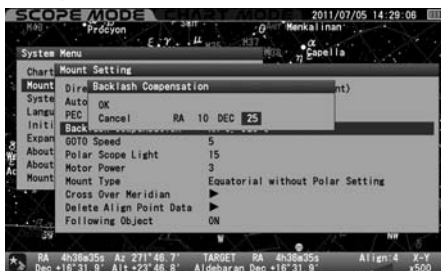 SCOPE MODE CHART MODE 2011/07/05 14:29:06
Procyon Menkalinan
α
η Capella
System Menu
Chart Mount Setting
Mount Dire Backlash Compensation nt)
Syste Auto OK
Langu PEC Cancel RA 10 DEC 25
Initi Back
Expan GOTO Speed 5
About Polar Scope Light 15
About Motor Power 3
Mount Mount Type Equatorial without Polar Setting
Cross Over Meridian ▶
Delete Align Point Data ▶
Following Object ON
RA 4h36m35s Az 271°46.7' TARGET RA 4h36m35s Align:4 X-Y
Dec +16°31.9' Alt +23°46.8' Aldebaran Dec +16°31.9' x500